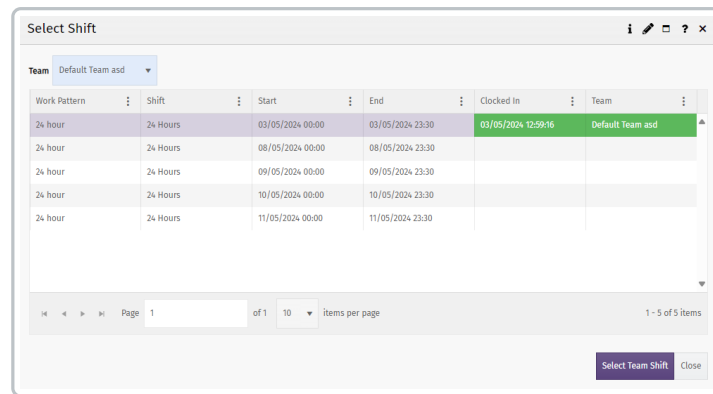 Select Shift
Team Default Team asd
Work Pattern Shift Start End Clocked In Team
24 hour 24 Hours 03/05/2024 00:00 03/05/2024 23:30 03/05/2024 12:59:16 Default Team asd
24 hour 24 Hours 08/05/2024 00:00 08/05/2024 23:30
24 hour 24 Hours 09/05/2024 00:00 09/05/2024 23:30
24 hour 24 Hours 10/05/2024 00:00 10/05/2024 23:30
24 hour 24 Hours 11/05/2024 00:00 11/05/2024 23:30
Page 1 of 1 10 items per page 1 - 5 of 5 items
Select Team Shift Close